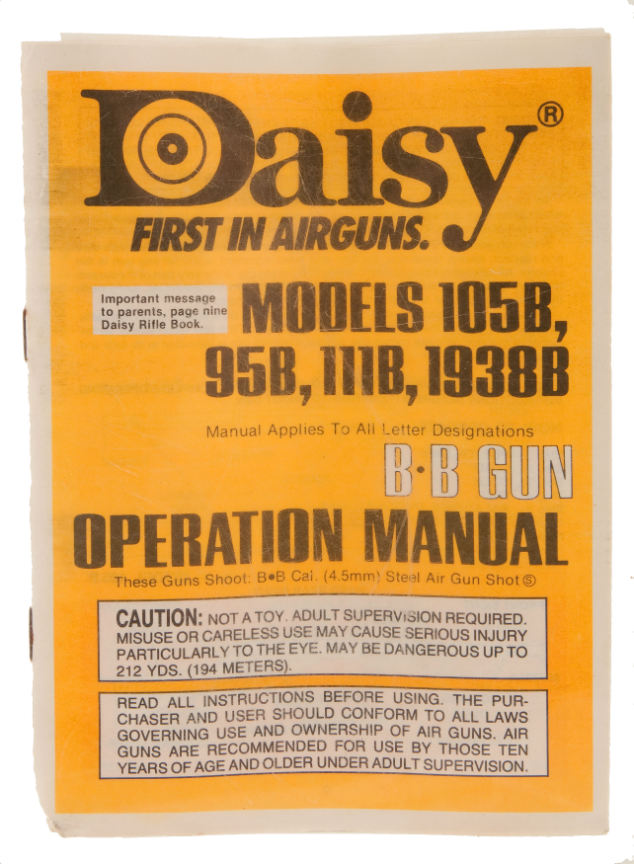 Daisy®
FIRST IN AIRGUNS.
Important message
to parents, page nine
Daisy Rifle Book.
MODELS 105B,
95B, 111B, 1938B
Manual Applies To All Letter Designations
B•B GUN
OPERATION MANUAL
These Guns Shoot: B•B Cal. (4.5mm) Steel Air Gun Shot Ⓢ
CAUTION: NOT A TOY. ADULT SUPERVISION REQUIRED.
MISUSE OR CARELESS USE MAY CAUSE SERIOUS INJURY
PARTICULARLY TO THE EYE. MAY BE DANGEROUS UP TO
212 YDS. (194 METERS).
READ ALL INSTRUCTIONS BEFORE USING. THE PUR-
CHASER AND USER SHOULD CONFORM TO ALL LAWS
GOVERNING USE AND OWNERSHIP OF AIR GUNS. AIR
GUNS ARE RECOMMENDED FOR USE BY THOSE TEN
YEARS OF AGE AND OLDER UNDER ADULT SUPERVISION.